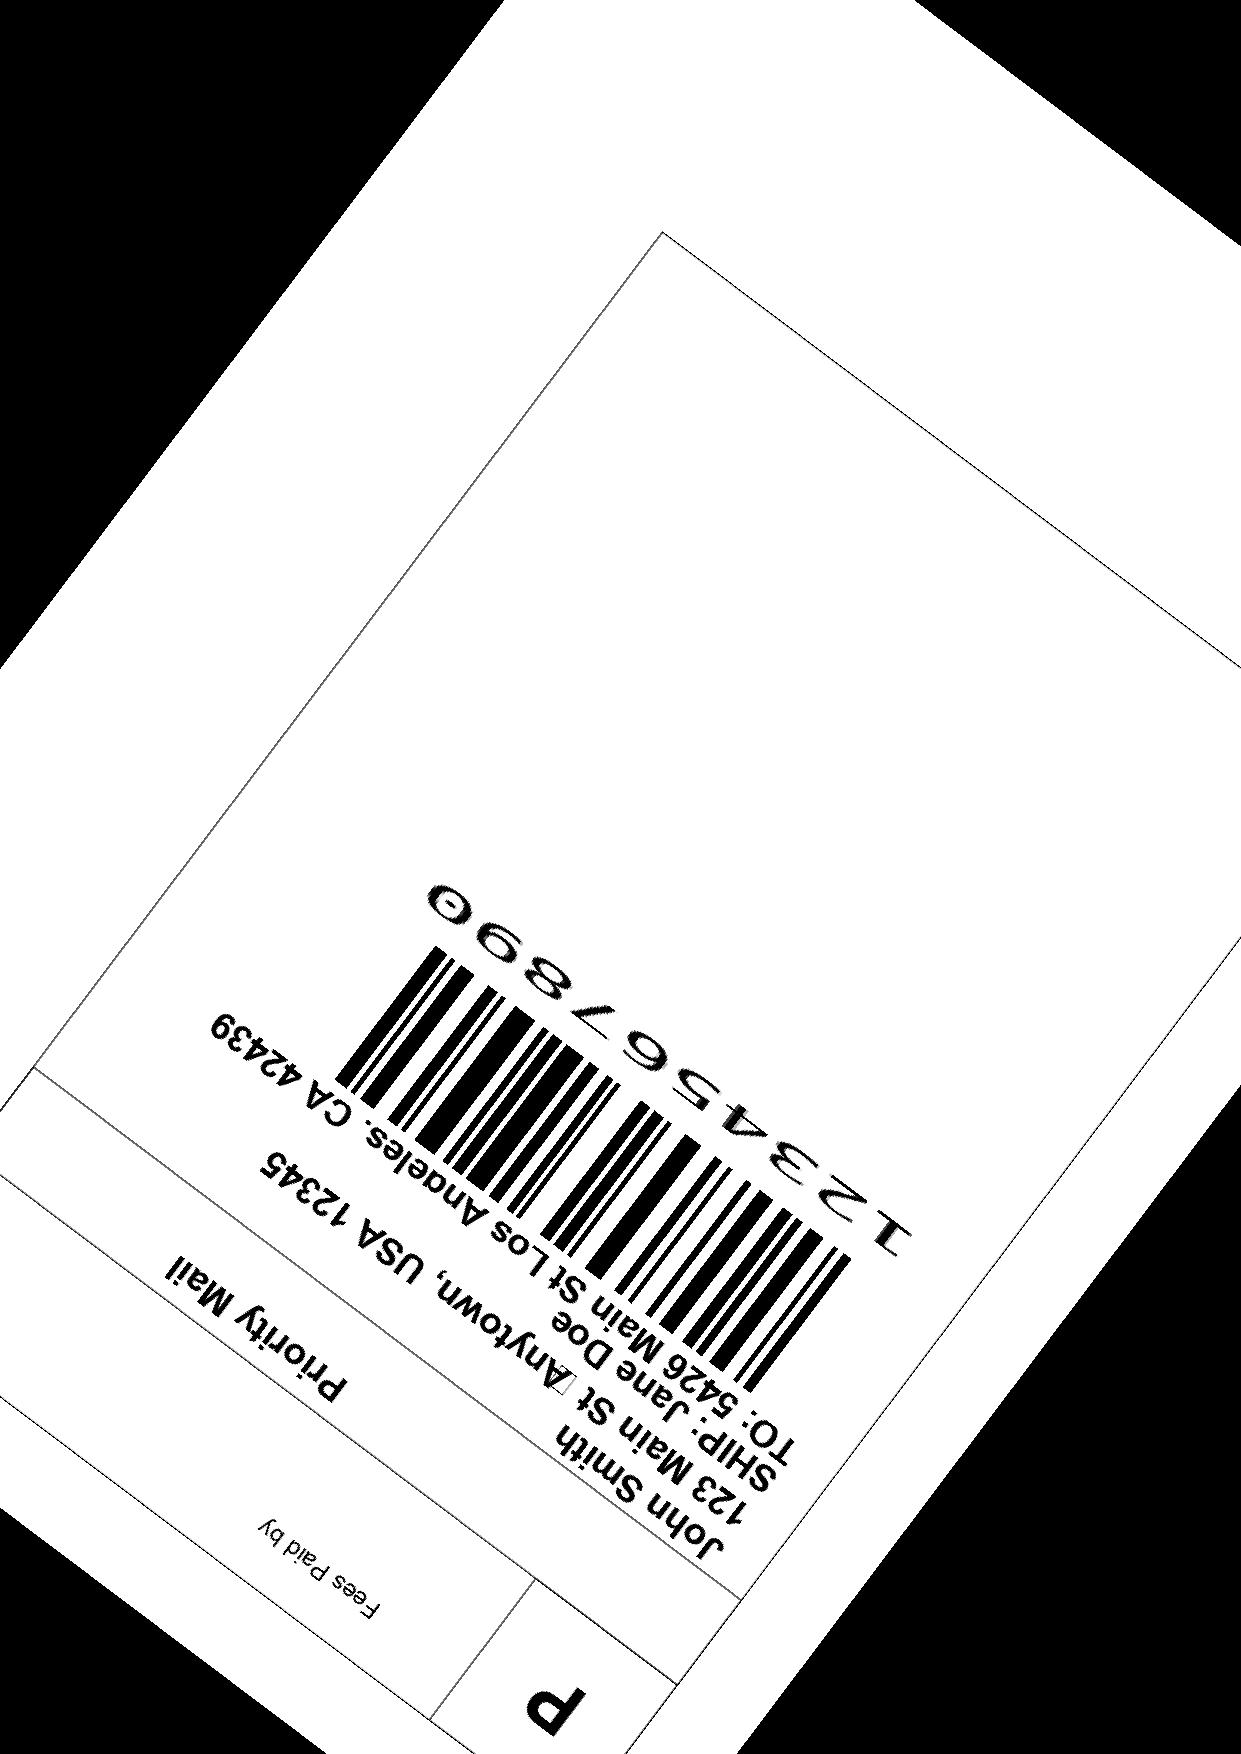 P
Fees Paid by
Priority Mail
John Smith
123 Main St Anytown, USA 12345
SHIP: Jane Doe
TO: 5426 Main St Los Angeles. CA 42439
1234567890